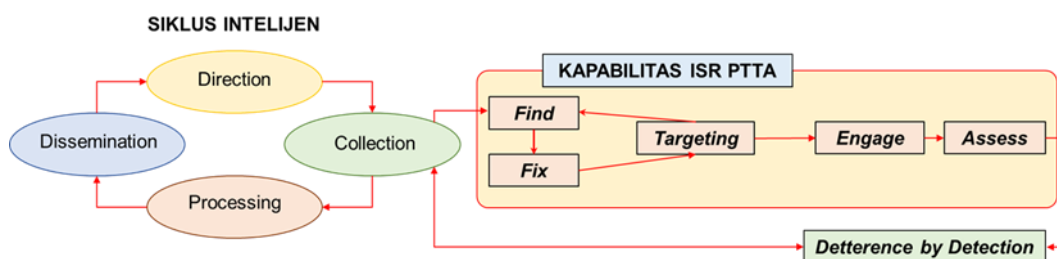 SIKLUS INTELIJEN
Direction
Dissemination
Collection
Processing
KAPABILITAS ISR PTTA
Find
Fix
Targeting
Engage
Assess
Detterence by Detection